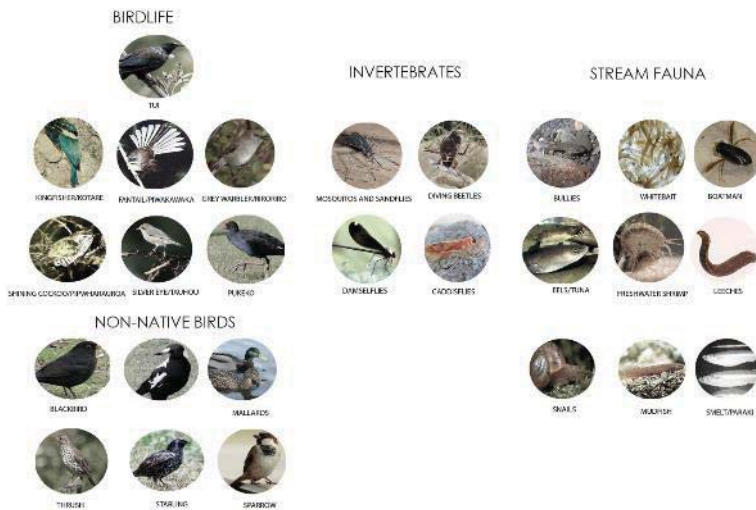 BIRDLIFE
TUI
KINGFISHER/KOTARE
FANTAIL/PIWAKAWAKA
GREY WARBLER/RIRORIRO
SHINING COCKOO/PIPWHARAUROA
SILVER EYE/TAUHOU
PUKEKO
NON-NATIVE BIRDS
BLACKBIRD
MALLARDS
THRUSH
STARLING
SPARROW
INVERTEBRATES
MOSQUITOS AND SANDFLIES
DIVING BEETLES
DAMSELFLIES
CADDISFLIES
STREAM FAUNA
BULLIES
WHITEBAIT
BOATMAN
EELS/TUNA
FRESHWATER SHRIMP
LEECHES
SNAILS
MUDFISH
SMELT/PARAKI